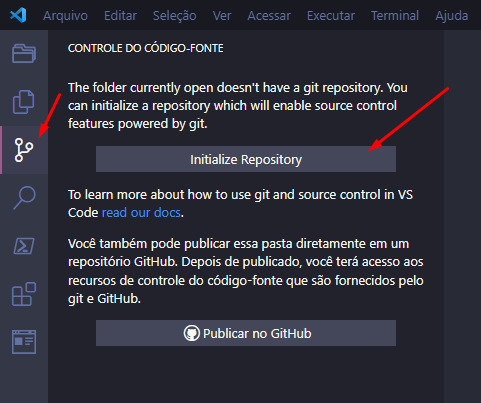 Arquivo Editar Seleção Ver Acessar Executar Terminal Ajuda
CONTROLE DO CÓDIGO-FONTE
The folder currently open doesn't have a git repository. You
can initialize a repository which will enable source control
features powered by git.
Initialize Repository
To learn more about how to use git and source control in VS
Code read our docs.
Você também pode publicar essa pasta diretamente em um
repositório GitHub. Depois de publicado, você terá acesso aos
recursos de controle do código-fonte que são fornecidos pelo
git e GitHub.
Publicar no GitHub